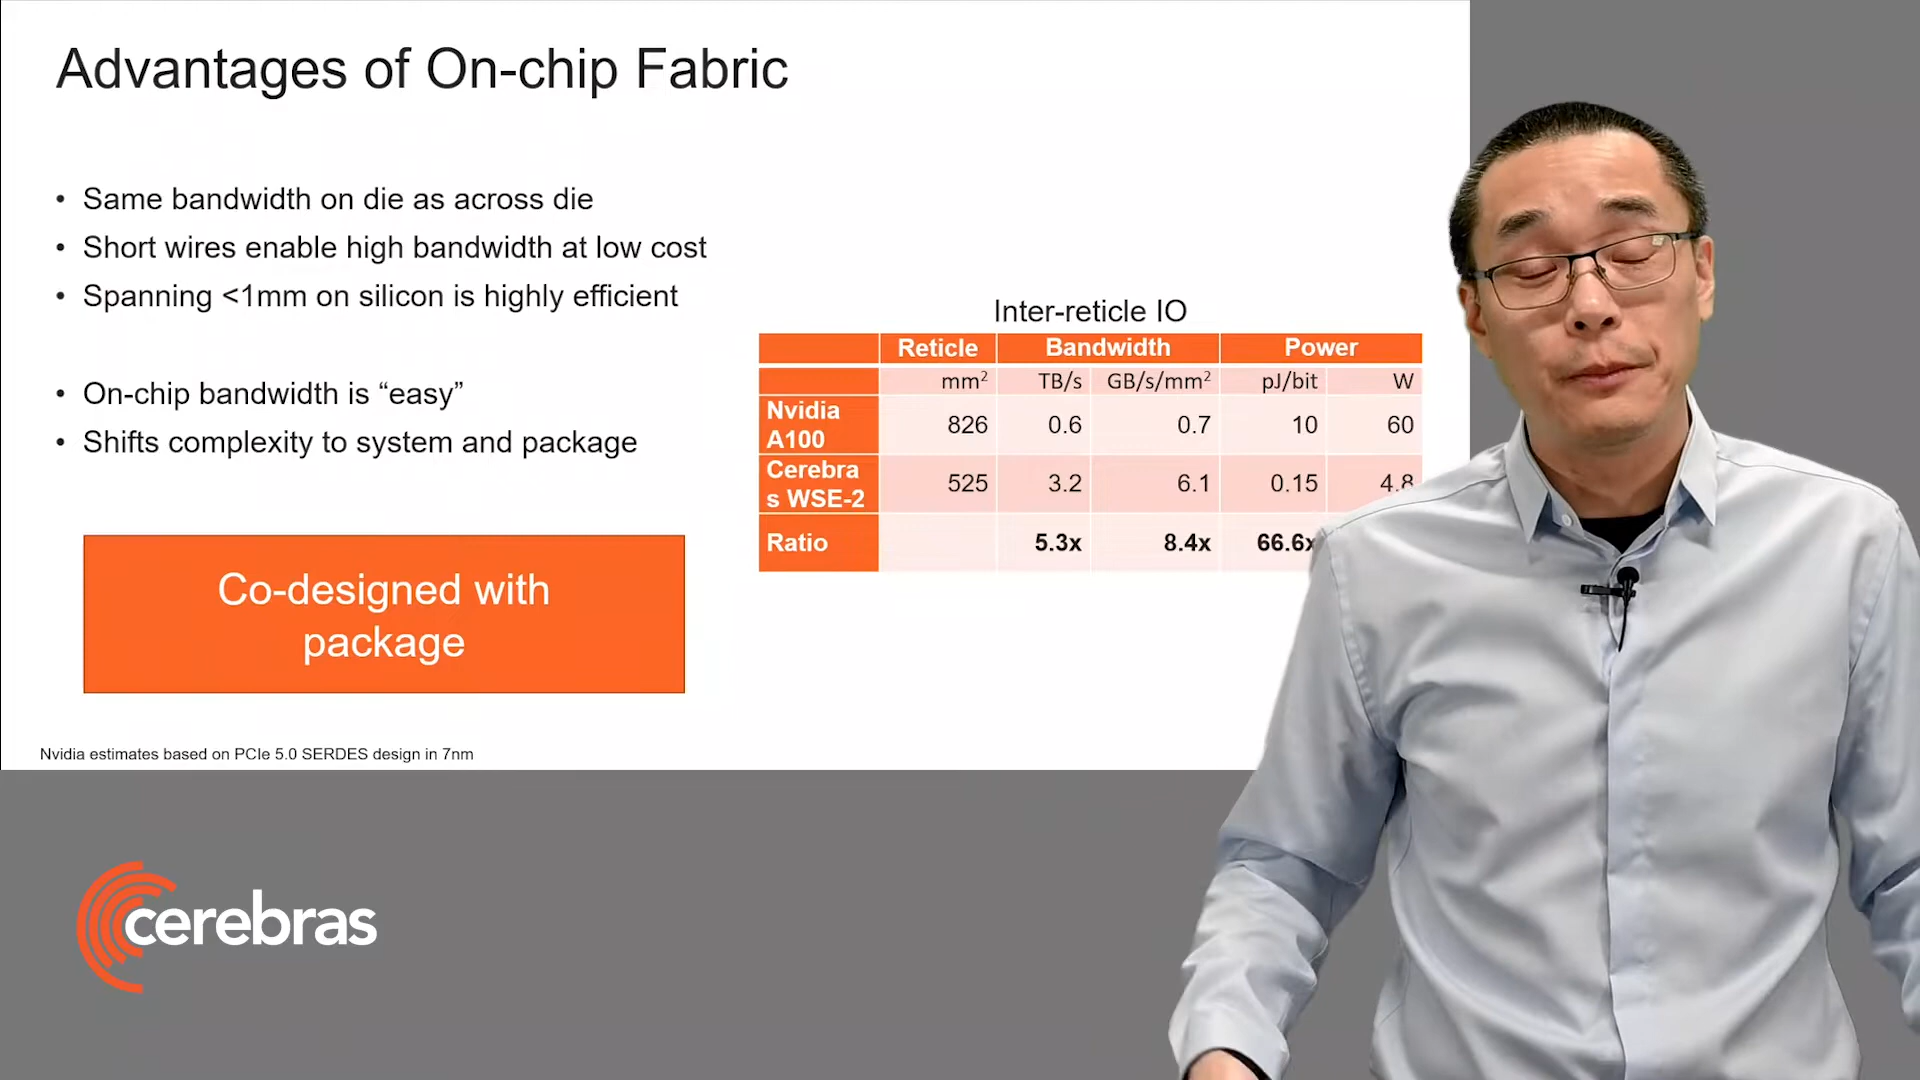 Advantages of On-chip Fabric
• Same bandwidth on die as across die
• Short wires enable high bandwidth at low cost
• Spanning <1mm on silicon is highly efficient
• On-chip bandwidth is “easy”
• Shifts complexity to system and package
Co-designed with
package
Inter-reticle IO
Reticle Bandwidth Power
mm² TB/s GB/s/mm² pJ/bit W
Nvidia
A100 826 0.6 0.7 10 60
Cerebra
s WSE-2 525 3.2 6.1 0.15 4.8
Ratio 5.3x 8.4x 66.6x
Nvidia estimates based on PCIe 5.0 SERDES design in 7nm
cerebras